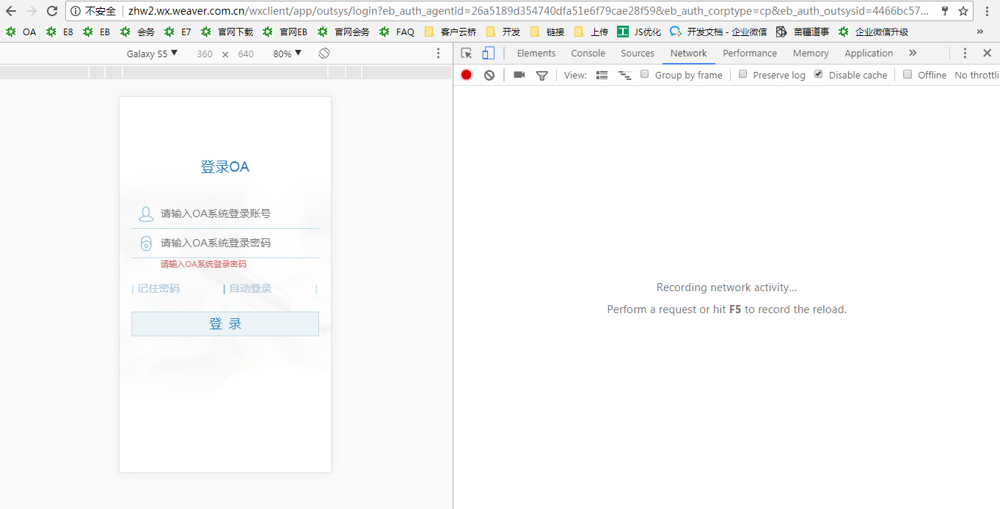 不安全 zhw2.wx.weaver.com.cn/wxclient/app/outsys/login?eb_auth_agentid=26a5189d354740dfa51e6f79cae28f59&eb_auth_corptype=cp&eb_auth_outsysid=4466bc57...
OA E8 EB 会务 E7 官网下载 官网EB 官网会务 FAQ 客户云桥 开发 链接 上传 JS优化 开发文档 - 企业微信 苗疆道事 企业微信升级 »
Galaxy S5 ▼ 360 × 640 80% ▼
Elements Console Sources Network Performance Memory Application »
View: Group by frame Preserve log Disable cache Offline No throttli
登录OA
请输入OA系统登录账号
请输入OA系统登录密码
请输入OA系统登录密码
| 记住密码 | 自动登录 |
登 录
Recording network activity...
Perform a request or hit F5 to record the reload.